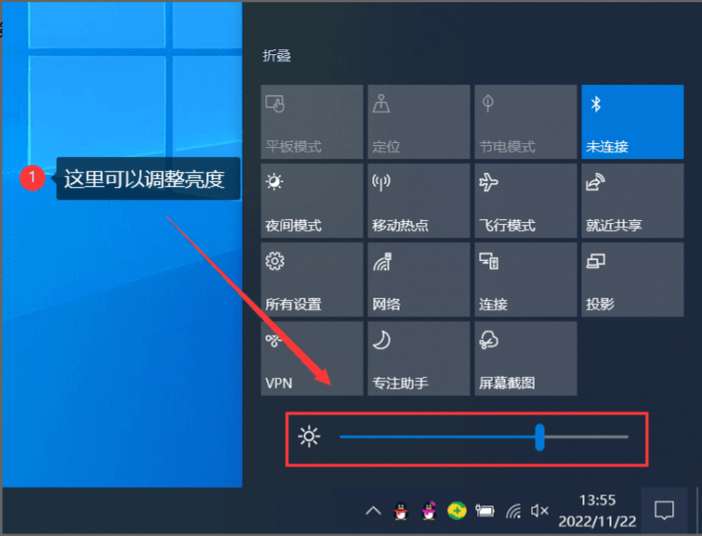 折叠
平板模式
定位
节电模式
未连接
1
这里可以调整亮度
夜间模式
移动热点
飞行模式
就近共享
所有设置
网络
连接
投影
VPN
专注助手
屏幕截图
13:55
2022/11/22